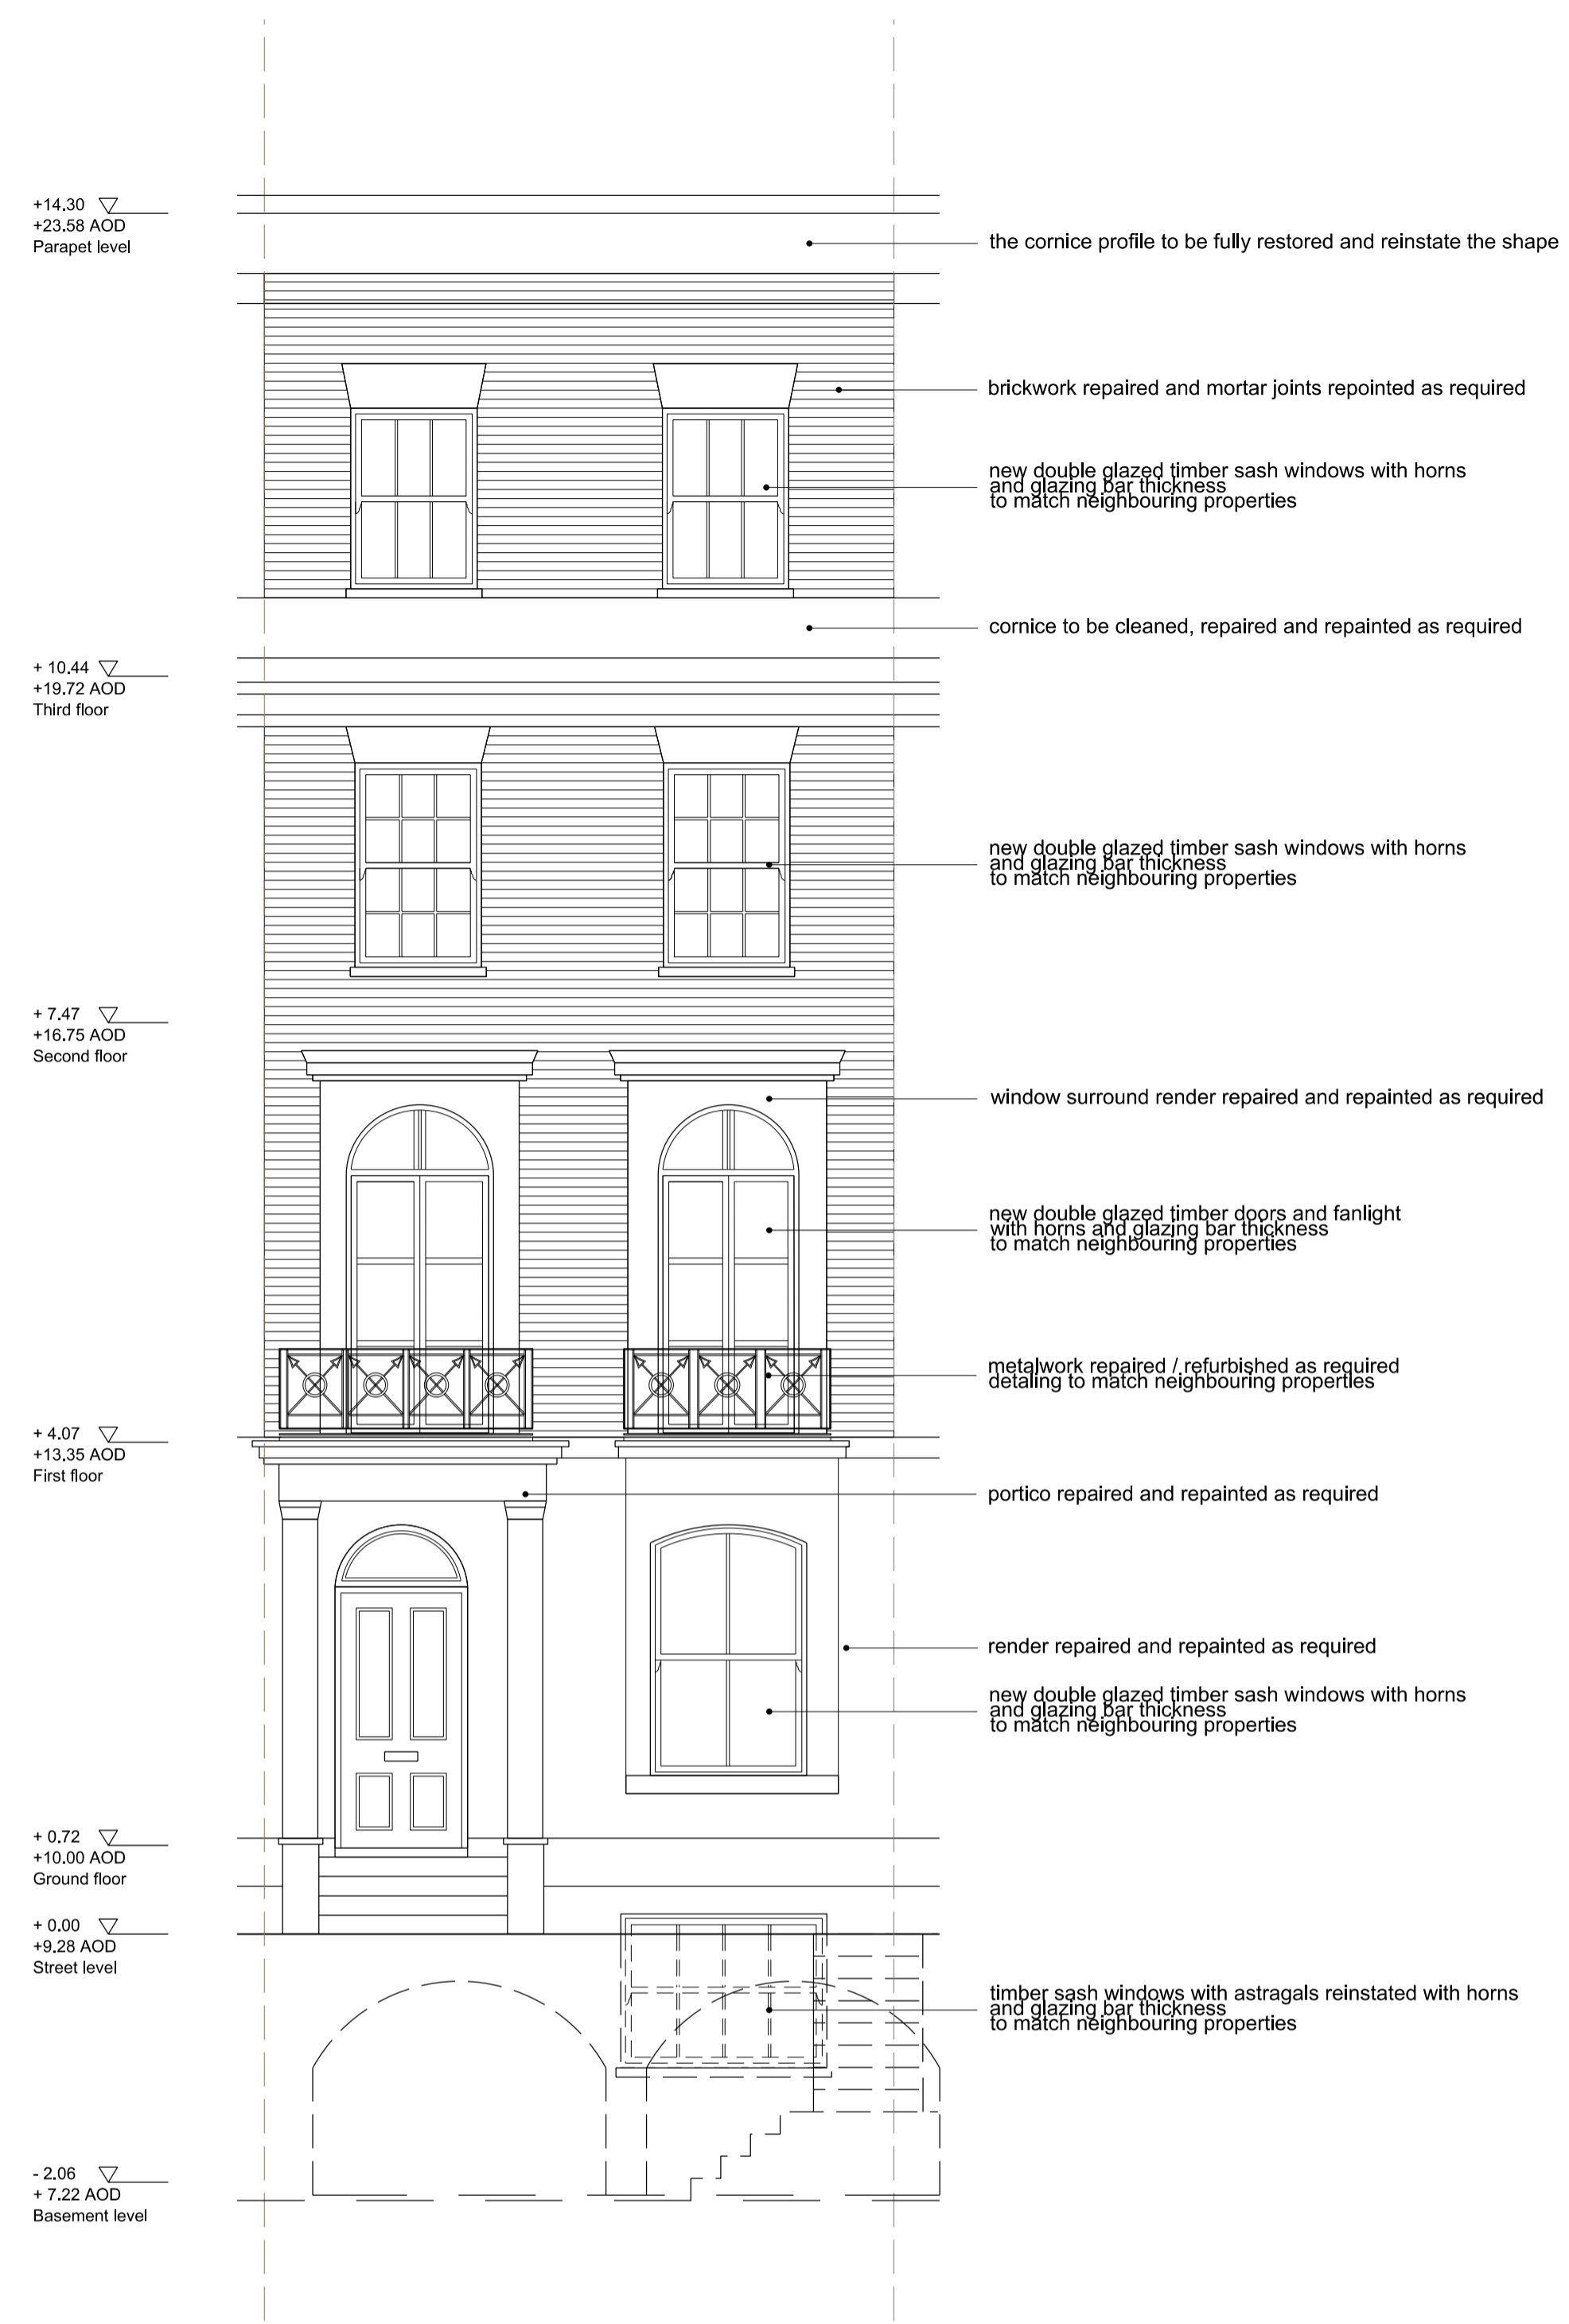 +14.30
+23.58 AOD
Parapet level
the cornice profile to be fully restored and reinstate the shape
brickwork repaired and mortar joints repointed as required
new double glazed timber sash windows with horns
and glazing bar thickness
to match neighbouring properties
cornice to be cleaned, repaired and repainted as required
+ 10.44
+19.72 AOD
Third floor
new double glazed timber sash windows with horns
and glazing bar thickness
to match neighbouring properties
+ 7.47
+16.75 AOD
Second floor
window surround render repaired and repainted as required
new double glazed timber doors and fanlight
with horns and glazing bar thickness
to match neighbouring properties
metalwork repaired / refurbished as required
detaling to match neighbouring properties
+ 4.07
+13.35 AOD
First floor
portico repaired and repainted as required
render repaired and repainted as required
new double glazed timber sash windows with horns
and glazing bar thickness
to match neighbouring properties
+ 0.72
+10.00 AOD
Ground floor
+ 0.00
+9.28 AOD
Street level
timber sash windows with astragals reinstated with horns
and glazing bar thickness
to match neighbouring properties
- 2.06
+ 7.22 AOD
Basement level